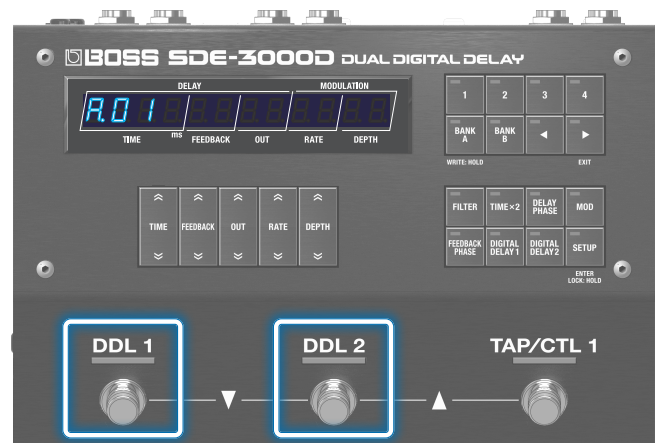 BOSS SDE-3000D DUAL DIGITAL DELAY
DELAY MODULATION
A.01
TIME ms FEEDBACK OUT RATE DEPTH
1 2 3 4
BANK A BANK B ◀ ▶
WRITE: HOLD EXIT
TIME FEEDBACK OUT RATE DEPTH
FILTER TIME×2 DELAY PHASE MOD
FEEDBACK PHASE DIGITAL DELAY 1 DIGITAL DELAY 2 SETUP
ENTER
LOCK: HOLD
DDL 1 DDL 2 TAP/CTL 1